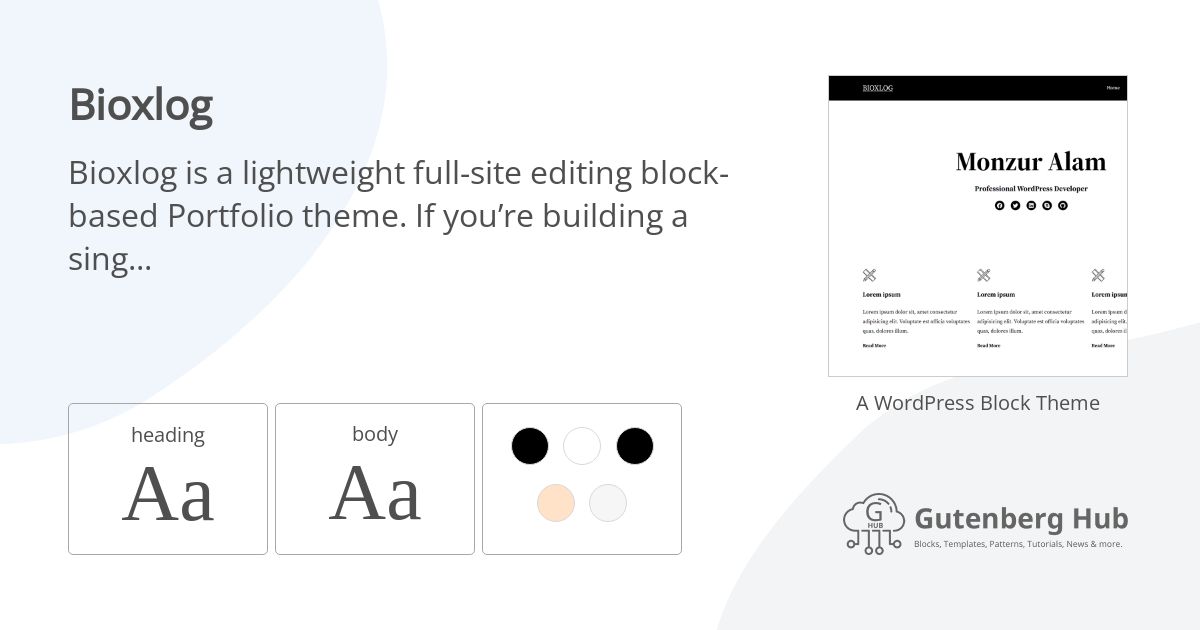 Bioxlog
Bioxlog is a lightweight full-site editing block-
based Portfolio theme. If you’re building a
sing...
heading
Aa
body
Aa
BIOXLOG
Home
Monzur Alam
Professional WordPress Developer
Lorem ipsum
Lorem ipsum dolor sit, amet consectetur
adipisicing elit. Voluptate est officia voluptates
quas, dolores illum.
Read More
Lorem ipsum
Lorem ipsum dolor sit, amet consectetur
adipisicing elit. Voluptate est officia voluptates
quas, dolores illum.
Read More
Lorem ipsum
Lorem ipsum d
adipisicing elit.
quas, dolores il
Read More
A WordPress Block Theme
G
HUB
Gutenberg Hub
Blocks, Templates, Patterns, Tutorials, News & more.